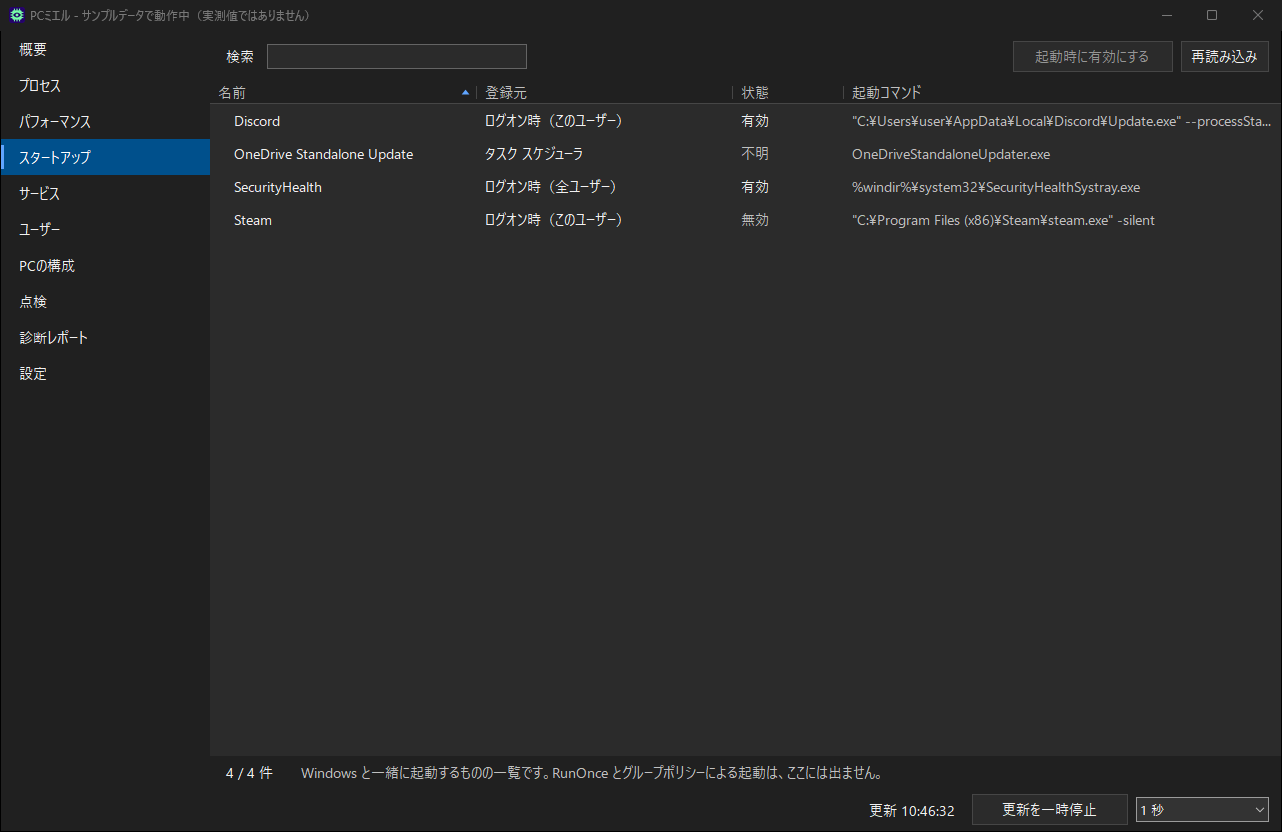 PCミエル - サンプルデータで動作中（実測値ではありません）
概要
プロセス
パフォーマンス
スタートアップ
サービス
ユーザー
PCの構成
点検
診断レポート
設定
検索
起動時に有効にする
再読み込み
名前 登録元 状態 起動コマンド
Discord ログオン時（このユーザー） 有効 "C:¥Users¥user¥AppData¥Local¥Discord¥Update.exe" --processSta...
OneDrive Standalone Update タスク スケジューラ 不明 OneDriveStandaloneUpdater.exe
SecurityHealth ログオン時（全ユーザー） 有効 %windir%¥system32¥SecurityHealthSystray.exe
Steam ログオン時（このユーザー） 無効 "C:¥Program Files (x86)¥Steam¥steam.exe" -silent
4 / 4 件 Windows と一緒に起動するものの一覧です。RunOnce とグループポリシーによる起動は、ここには出ません。
更新 10:46:32 更新を一時停止 1 秒